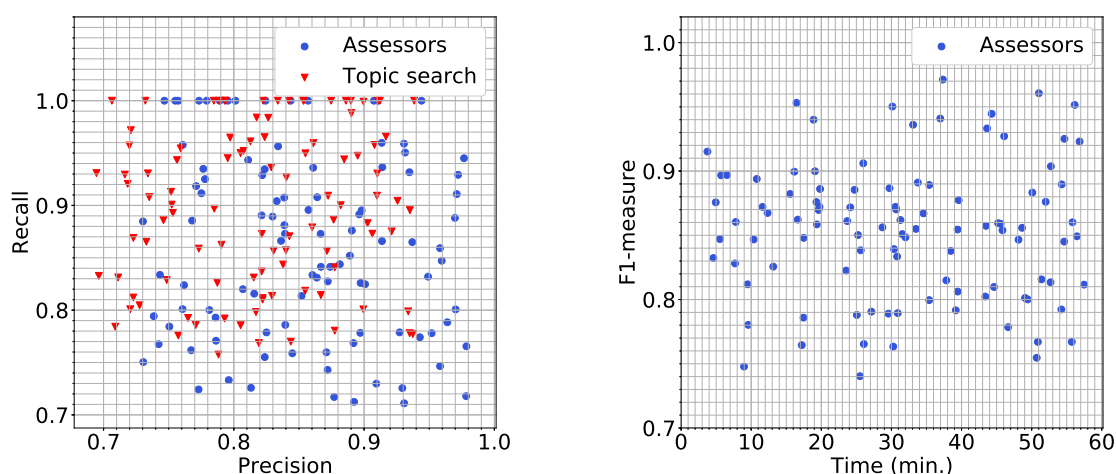 Assessors
Topic search
Recall
1.0
0.9
0.8
0.7
0.7
0.8
0.9
1.0
Precision
Assessors
F1-measure
1.0
0.9
0.8
0.7
0
10
20
30
40
50
60
Time (min.)